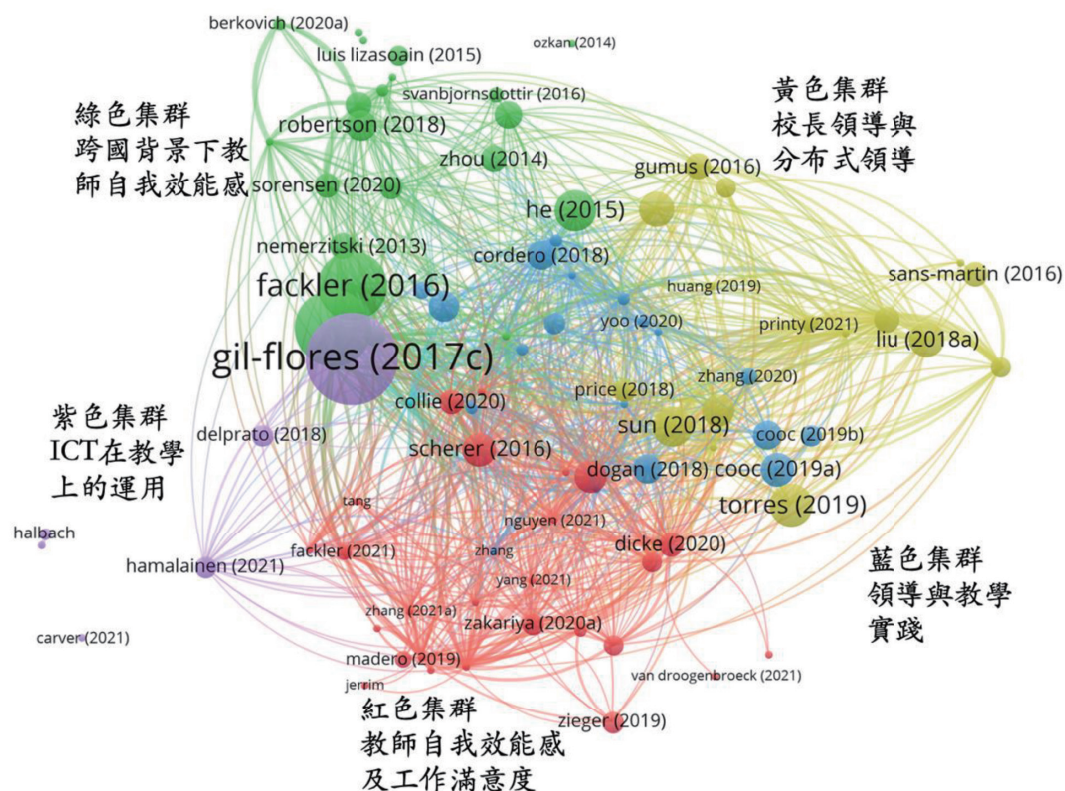 berkovich (2020a)
ozkan (2014)
luis lizasoain (2015)
svanbjornsdottir (2016)
綠色集群
跨國背景下教
師自我效能感
黃色集群
校長領導與
分布式領導
robertson (2018)
zhou (2014)
gumus (2016)
sorensen (2020)
he (2015)
nemerzitski (2013)
cordero (2018)
sans-martin (2016)
fackler (2016)
huang (2019)
yoo (2020)
printy (2021)
liu (2018a)
gil-flores (2017c)
zhang (2020)
price (2018)
collie (2020)
紫色集群
ICT在教學
上的運用
delprato (2018)
sun (2018)
scherer (2016)
cooc (2019b)
dogan (2018)
cooc (2019a)
torres (2019)
tang
nguyen (2021)
halbach
fackler (2021)
zhang
dicke (2020)
hamalainen (2021)
yang (2021)
藍色集群
領導與教學
實踐
zhang (2021a)
zakariya (2020a)
carver (2021)
madero (2019)
jerrim
van droogenbroeck (2021)
zieger (2019)
紅色集群
教師自我效能感
及工作滿意度